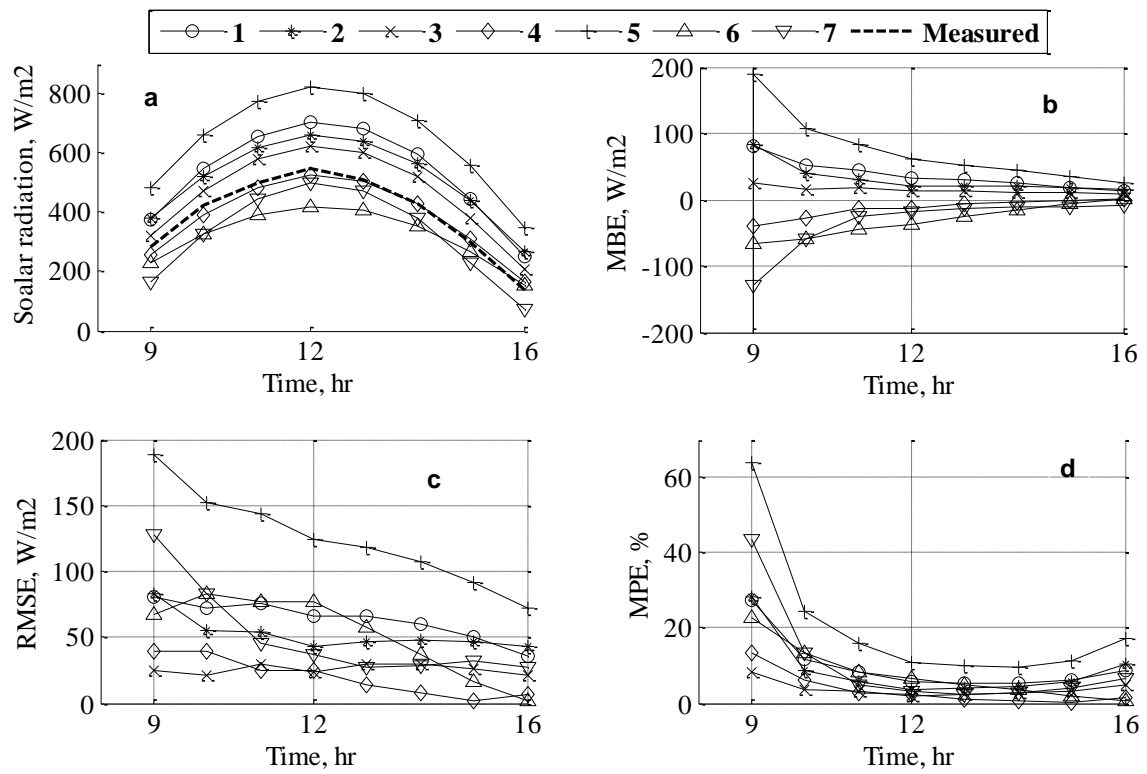 1 2 3 4 5 6 7 Measured
a
Soalar radiation, W/m2
800
600
400
200
0
9 12 16
Time, hr
b
MBE, W/m2
200
100
0
-100
-200
9 12 16
Time, hr
c
RMSE, W/m2
200
150
100
50
0
9 12 16
Time, hr
d
MPE, %
60
40
20
0
9 12 16
Time, hr